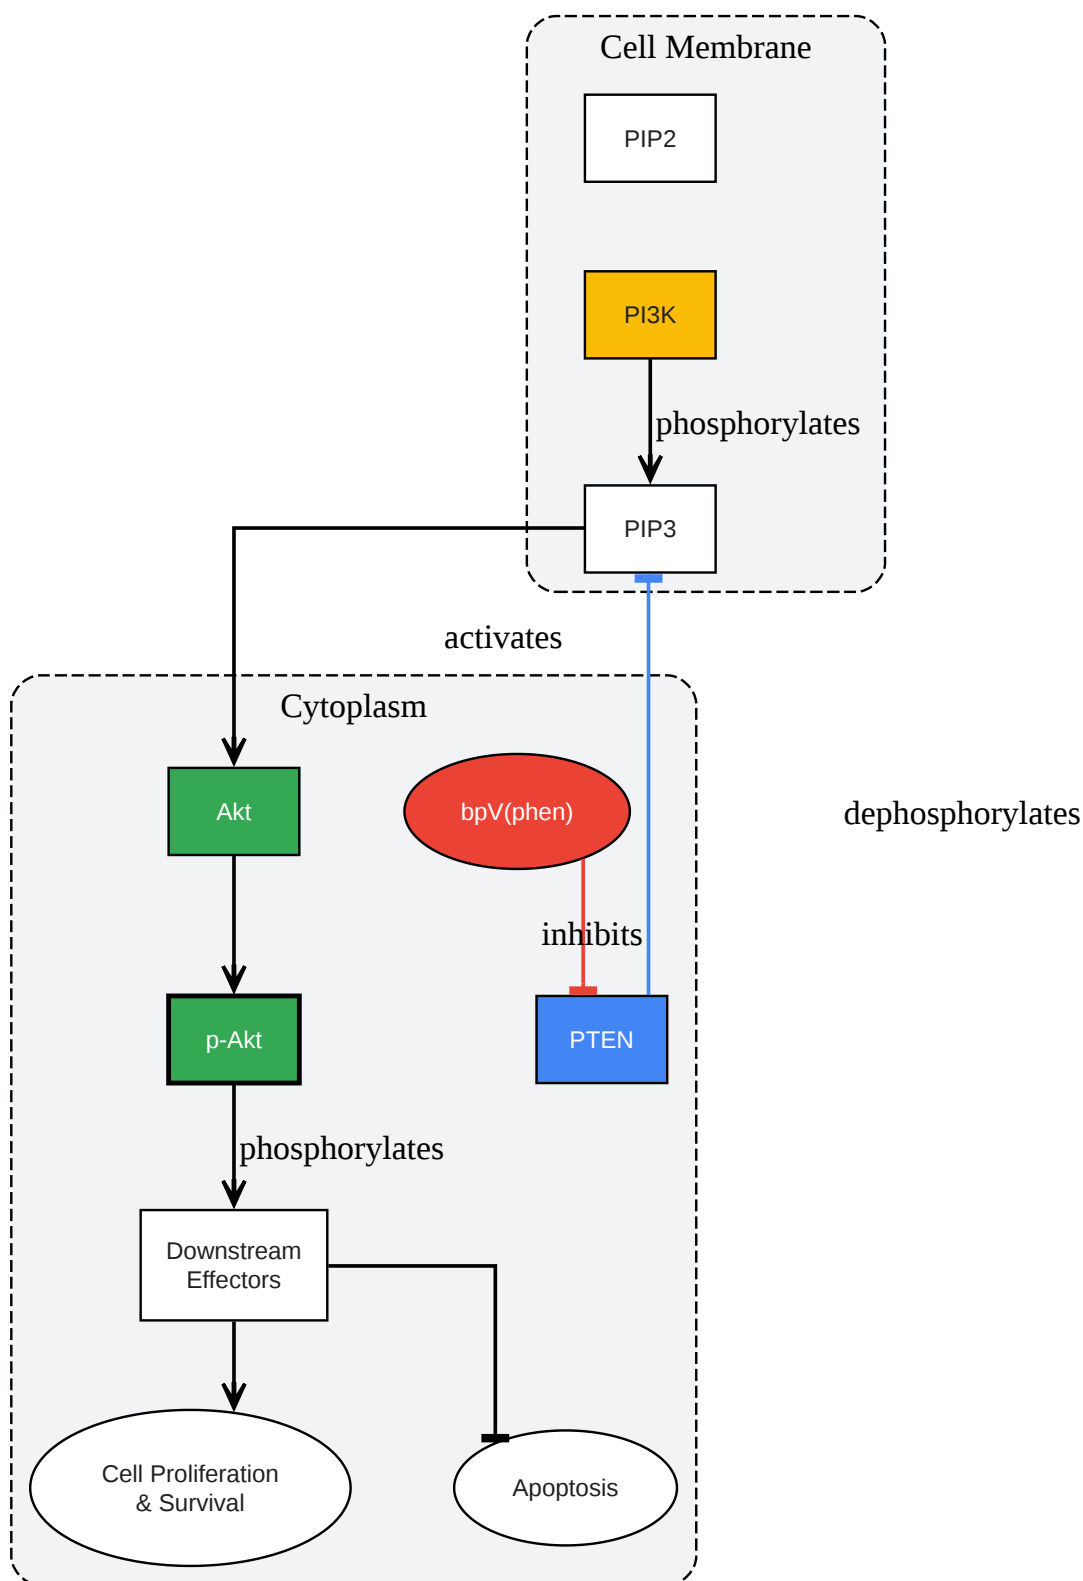 Cell Membrane
PIP2
PI3K
phosphorylates
PIP3
activates
Cytoplasm
Akt
bpV(phen)
dephosphorylates
inhibits
p-Akt
PTEN
phosphorylates
Downstream
Effectors
Cell Proliferation
& Survival
Apoptosis